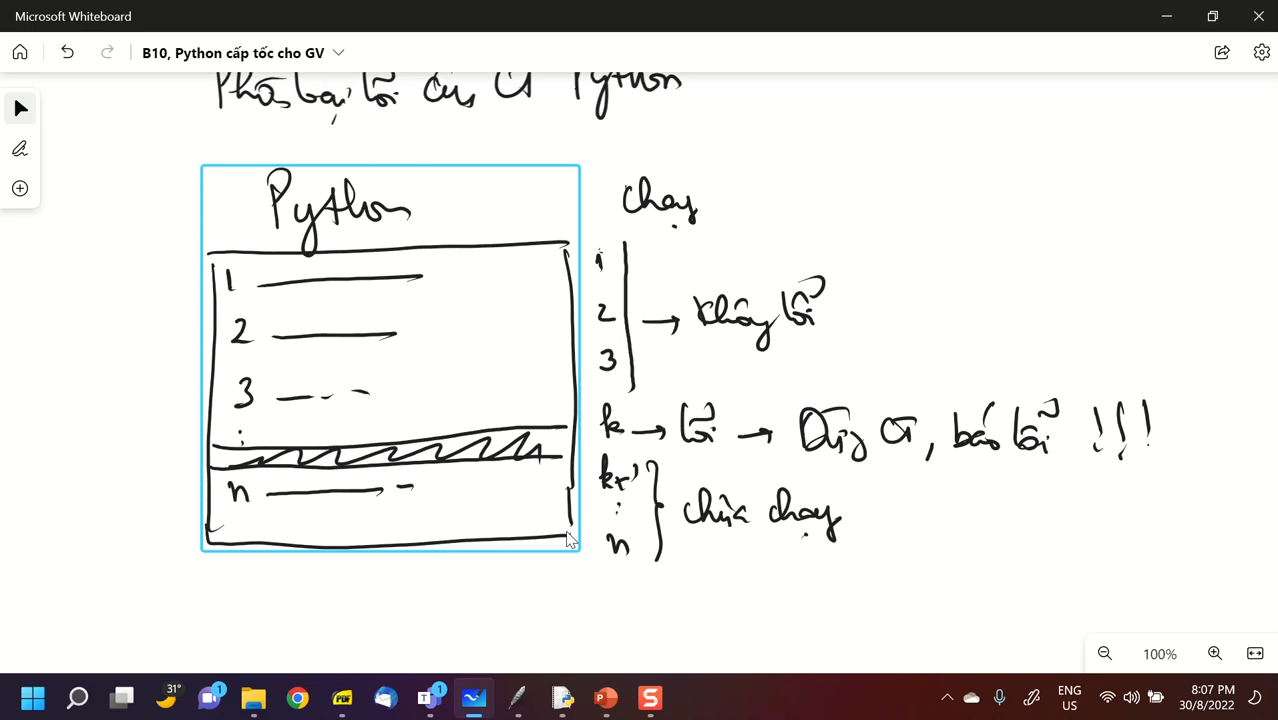 Microsoft Whiteboard
B10, Python cấp tốc cho GV
Phân loại lỗi của CT Python
Python
chạy
1
1
2
2
→ không lỗi
3
3
k → lỗi → Dừng CT, báo lỗi !!!
k+1
n
chưa chạy
n
100%
31°
1
1
ENG
US
8:07 PM
30/8/2022